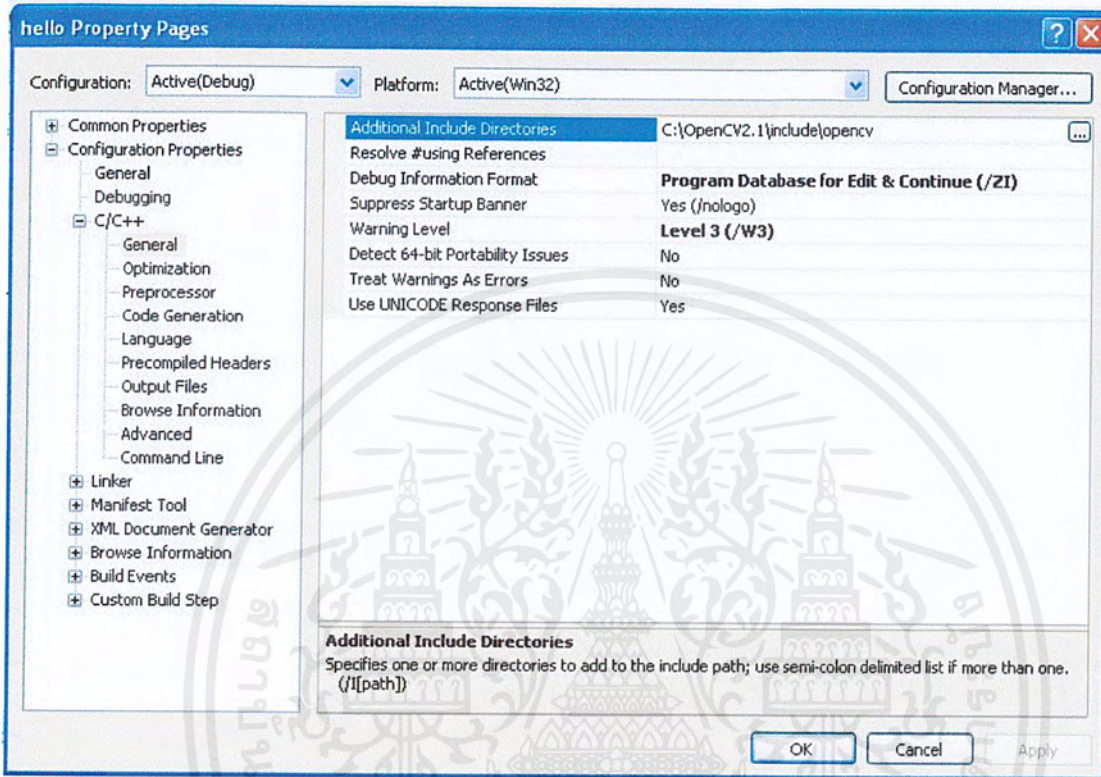 hello Property Pages
Configuration: Active(Debug) Platform: Active(Win32) Configuration Manager...
Common Properties
Configuration Properties
General
Debugging
C/C++
General
Optimization
Preprocessor
Code Generation
Language
Precompiled Headers
Output Files
Browse Information
Advanced
Command Line
Linker
Manifest Tool
XML Document Generator
Browse Information
Build Events
Custom Build Step
Additional Include Directories C:\OpenCV2.1\include\opencv ...
Resolve #using References
Debug Information Format Program Database for Edit & Continue (/ZI)
Suppress Startup Banner Yes (/nologo)
Warning Level Level 3 (/W3)
Detect 64-bit Portability Issues No
Treat Warnings As Errors No
Use UNICODE Response Files Yes
Additional Include Directories
Specifies one or more directories to add to the include path; use semi-colon delimited list if more than one.
(/I[path])
OK Cancel Apply